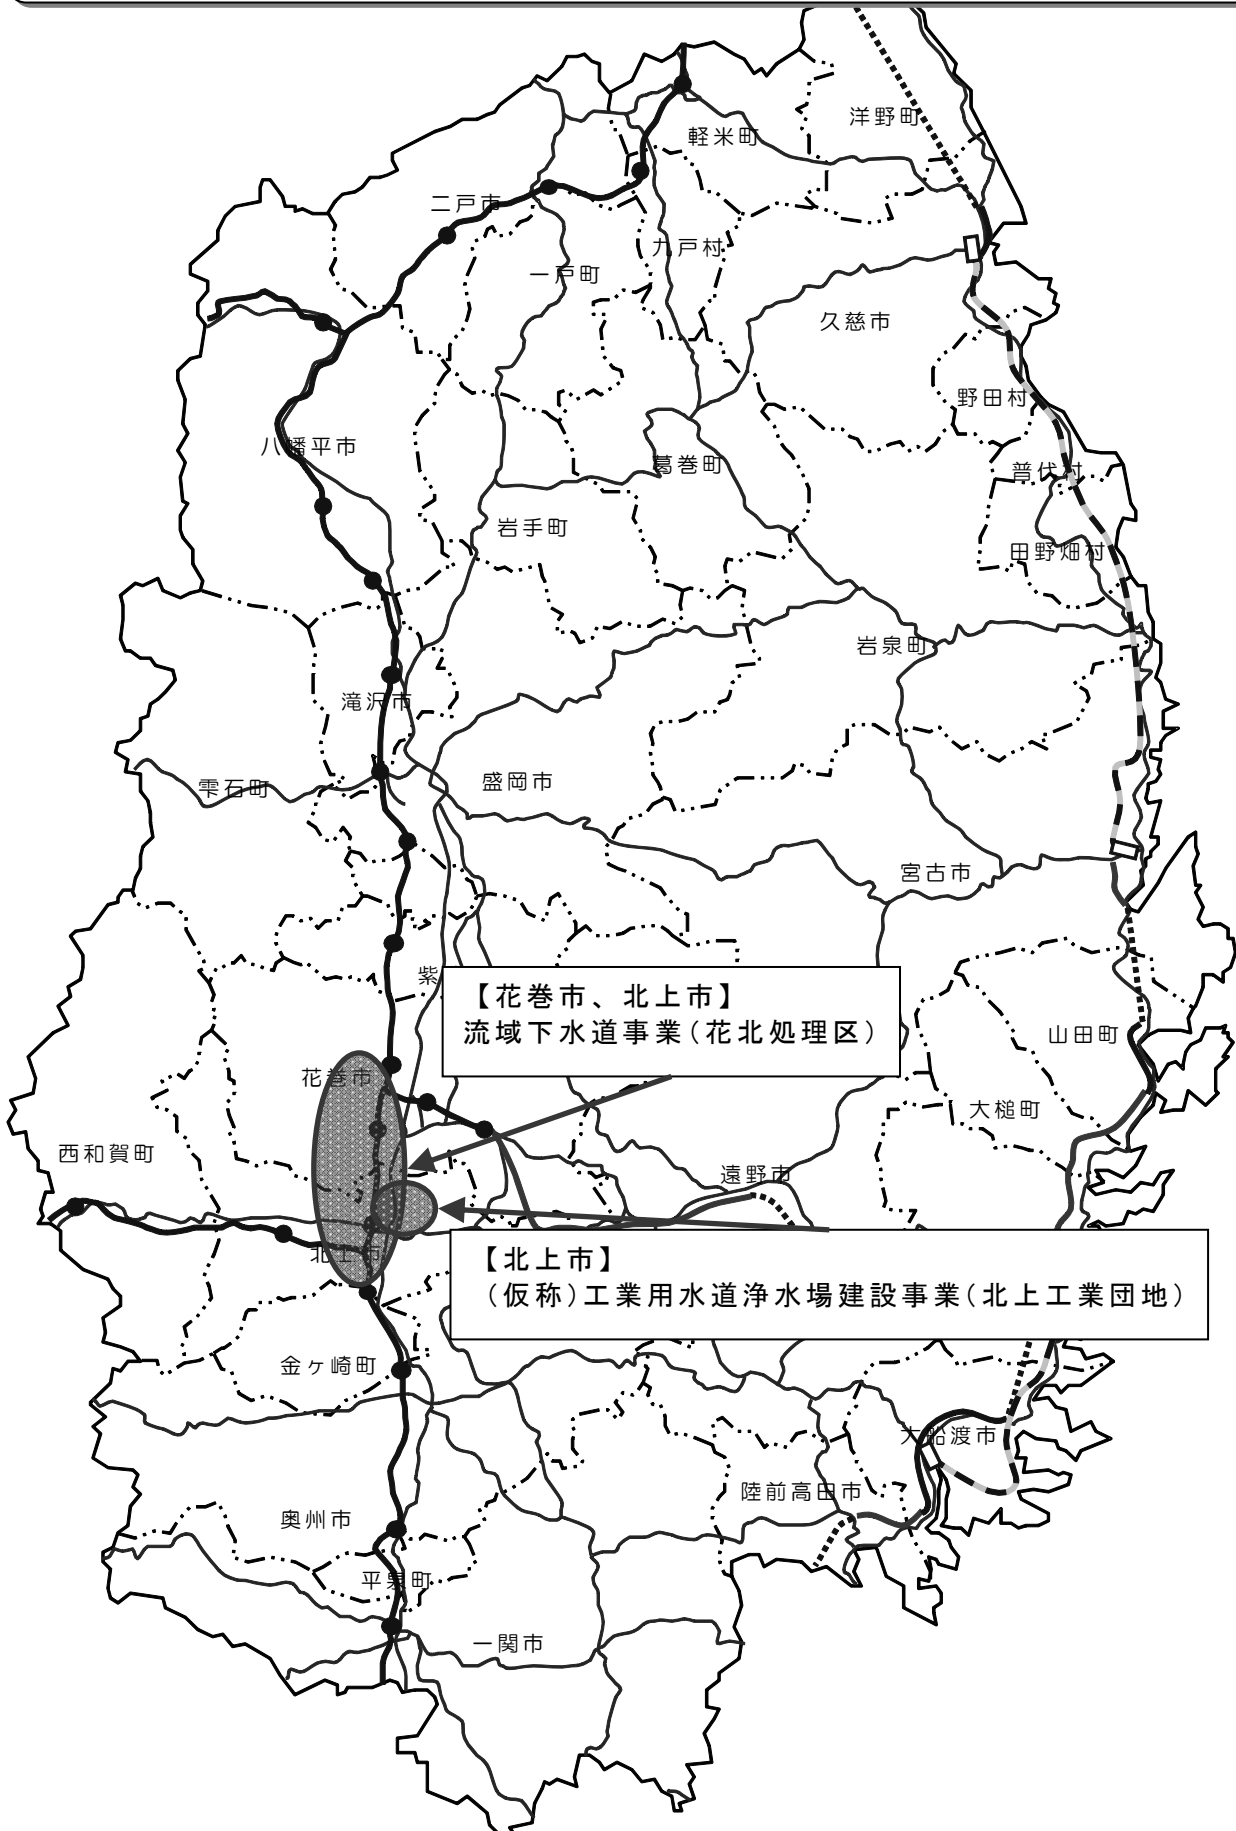 洋野町
軽米町
二戸市
九戸村
一戸町
久慈市
野田村
八幡平市
葛巻町
普伐村
岩手町
田野畑村
岩泉町
滝沢市
盛岡市
雫石町
宮古市
紫
【花巻市、北上市】
流域下水道事業(花北処理区)
山田町
花巻市
大槌町
西和賀町
遠野市
北上市
【北上市】
(仮称)工業用水道浄水場建設事業(北上工業団地)
金ヶ崎町
大船渡市
陸前高田市
奥州市
平泉町
一関市